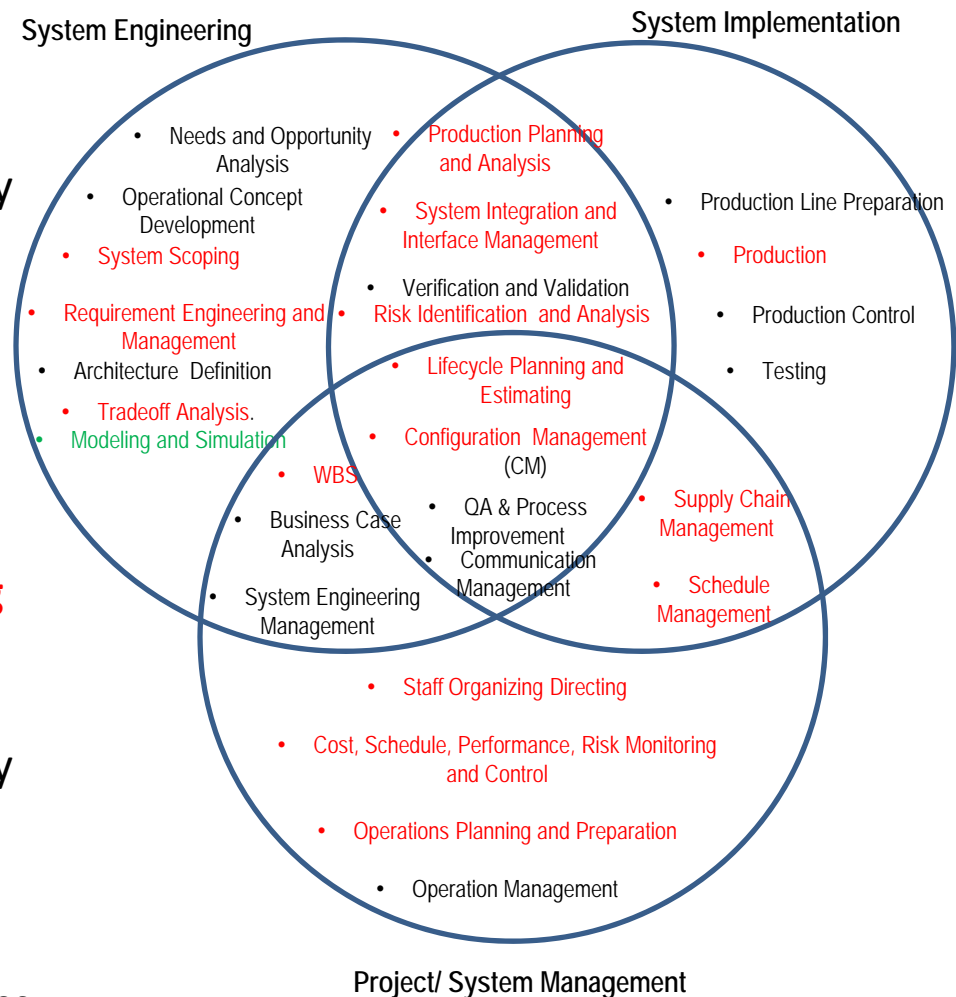 System Engineering
System Implementation
• Needs and Opportunity
Analysis
• Operational Concept
Development
• System Scoping
• Requirement Engineering and
Management
• Architecture Definition
• Tradeoff Analysis.
• Modeling and Simulation
• Production Planning
and Analysis
• System Integration and
Interface Management
• Verification and Validation
• Risk Identification and Analysis
• Production Line Preparation
• Production
• Production Control
• Testing
• Lifecycle Planning and
Estimating
• Configuration Management
(CM)
• QA & Process
Improvement
• Communication
Management
• WBS
• Business Case
Analysis
• System Engineering
Management
• Supply Chain
Management
• Schedule
Management
• Staff Organizing Directing
• Cost, Schedule, Performance, Risk Monitoring
and Control
• Operations Planning and Preparation
• Operation Management
Project/ System Management